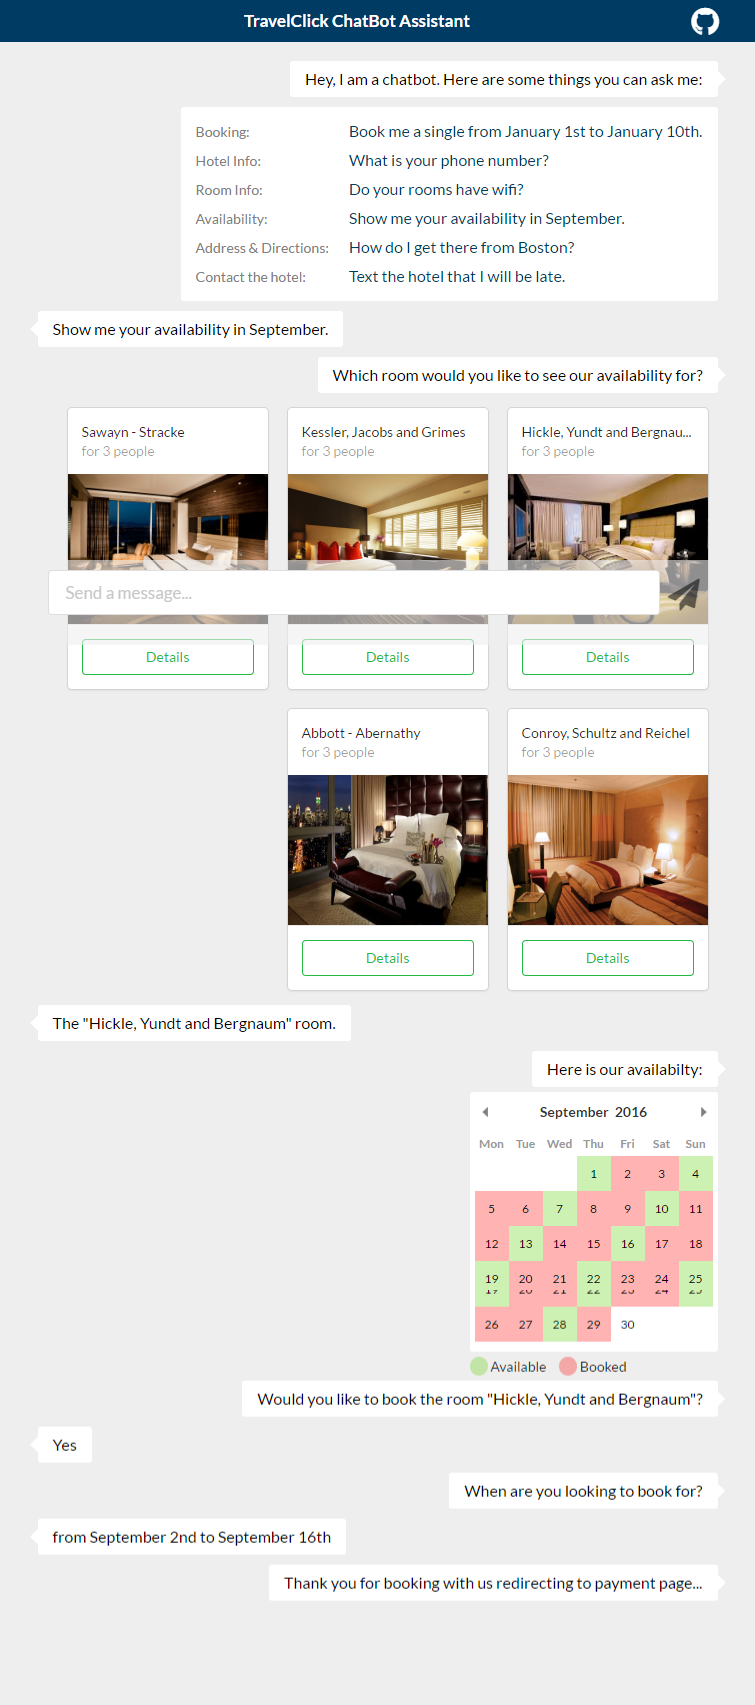 TravelClick ChatBot Assistant
Hey, I am a chatbot. Here are some things you can ask me:
Booking: Book me a single from January 1st to January 10th.
Hotel Info: What is your phone number?
Room Info: Do your rooms have wifi?
Availability: Show me your availability in September.
Address & Directions: How do I get there from Boston?
Contact the hotel: Text the hotel that I will be late.
Show me your availability in September.
Which room would you like to see our availability for?
Sawayn - Stracke
for 3 people
Kessler, Jacobs and Grimes
for 3 people
Hickle, Yundt and Bergnau...
for 3 people
Send a message...
Details
Details
Details
Abbott - Abernathy
for 3 people
Conroy, Schultz and Reichel
for 3 people
Details
Details
The "Hickle, Yundt and Bergnaum" room.
Here is our availabilty:
September 2016
Mon Tue Wed Thu Fri Sat Sun
1 2 3 4
5 6 7 8 9 10 11
12 13 14 15 16 17 18
19 20 21 22 23 24 25
19 20 21 22 23 24 25
26 27 28 29 30
Available Booked
Would you like to book the room "Hickle, Yundt and Bergnaum"?
Yes
When are you looking to book for?
from September 2nd to September 16th
Thank you for booking with us redirecting to payment page...